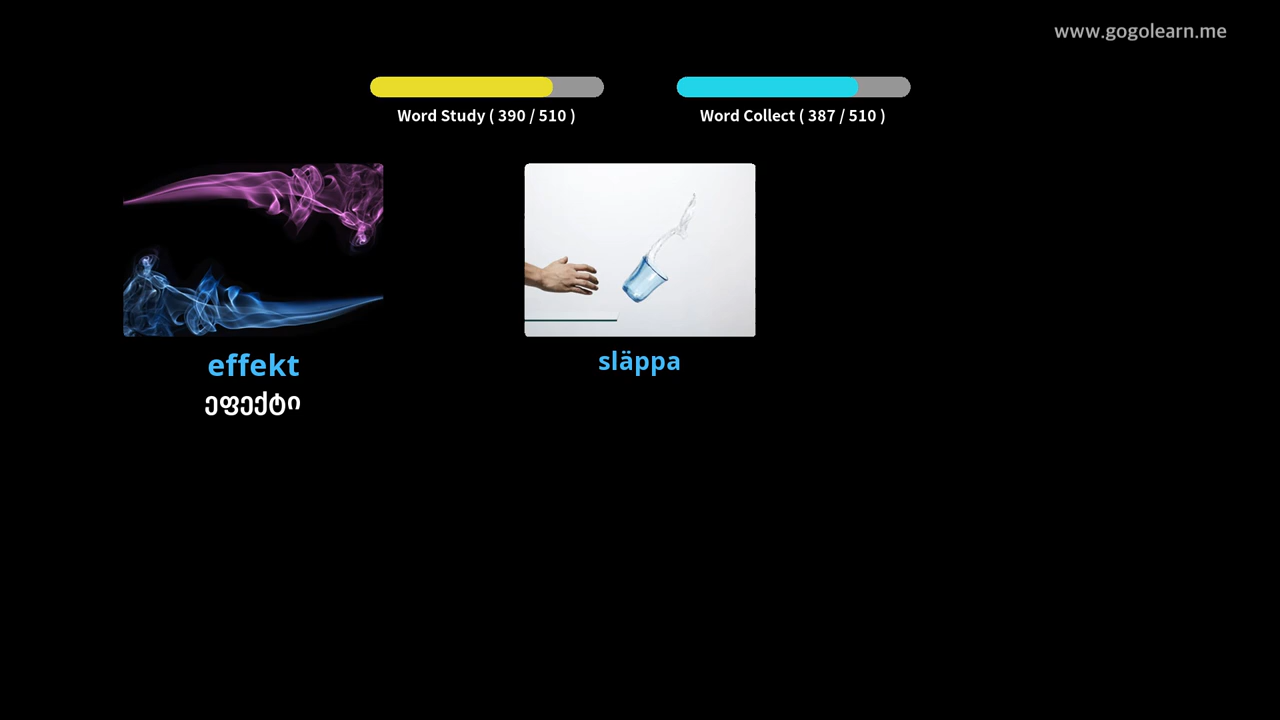 www.gogolearn.me
Word Study ( 390 / 510 )
Word Collect ( 387 / 510 )
effekt
ეფექტი
släppa